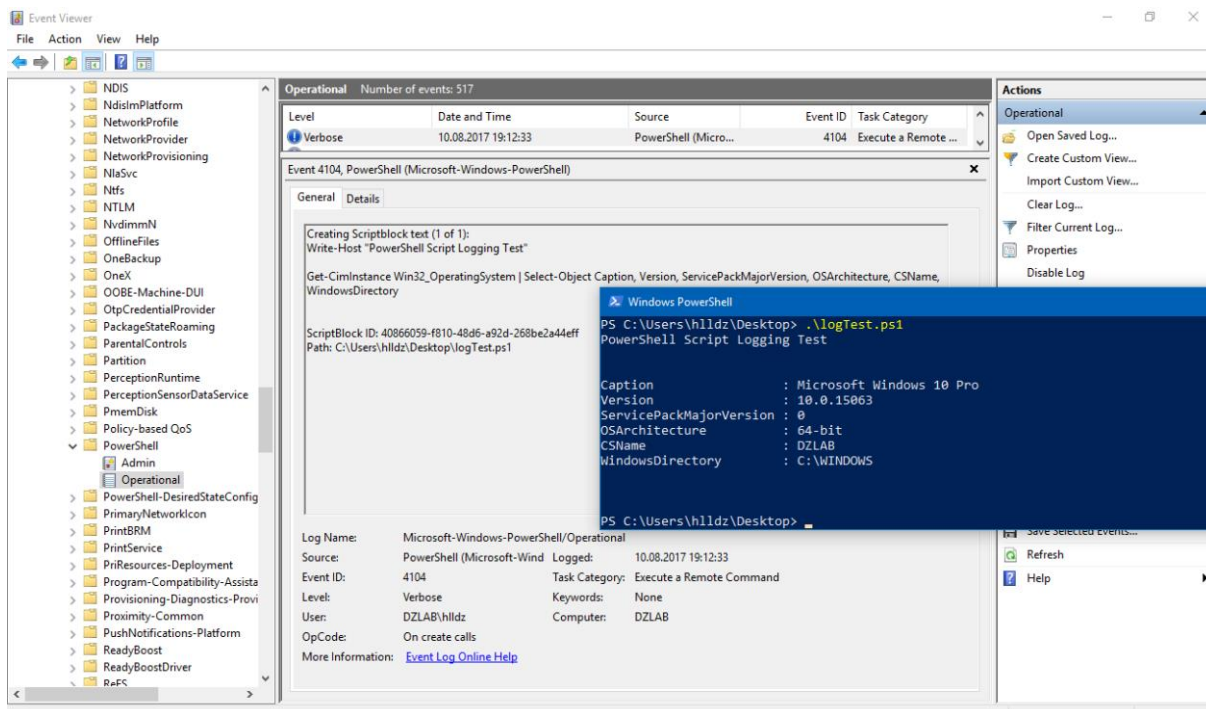 Event Viewer
File Action View Help
NDIS
NdisImPlatform
NetworkProfile
NetworkProvider
NetworkProvisioning
NlaSvc
Ntfs
NTLM
NvdimmN
OfflineFiles
OneBackup
OneX
OOBE-Machine-DUI
OtpCredentialProvider
PackageStateRoaming
ParentalControls
Partition
PerceptionRuntime
PerceptionSensorDataService
PmemDisk
Policy-based QoS
PowerShell
Admin
Operational
PowerShell-DesiredStateConfig
PrimaryNetworkIcon
PrintBRM
PrintService
PriResources-Deployment
Program-Compatibility-Assista
Provisioning-Diagnostics-Provi
Proximity-Common
PushNotifications-Platform
ReadyBoost
ReadyBoostDriver
ReFS
Operational Number of events: 517
Level Date and Time Source Event ID Task Category
Verbose 10.08.2017 19:12:33 PowerShell (Micro... 4104 Execute a Remote ...
Event 4104, PowerShell (Microsoft-Windows-PowerShell)
General Details
Creating Scriptblock text (1 of 1):
Write-Host "PowerShell Script Logging Test"
Get-CimInstance Win32_OperatingSystem | Select-Object Caption, Version, ServicePackMajorVersion, OSArchitecture, CSName,
WindowsDirectory
ScriptBlock ID: 40866059-f810-48d6-a92d-268be2a44eff
Path: C:\Users\hlldz\Desktop\logTest.ps1
Log Name: Microsoft-Windows-PowerShell/Operational
Source: PowerShell (Microsoft-Wind Logged: 10.08.2017 19:12:33
Event ID: 4104 Task Category: Execute a Remote Command
Level: Verbose Keywords: None
User: DZLAB\hlldz Computer: DZLAB
OpCode: On create calls
More Information: Event Log Online Help
Windows PowerShell
PS C:\Users\hlldz\Desktop> .\logTest.ps1
PowerShell Script Logging Test
Caption : Microsoft Windows 10 Pro
Version : 10.0.15063
ServicePackMajorVersion : 0
OSArchitecture : 64-bit
CSName : DZLAB
WindowsDirectory : C:\WINDOWS
PS C:\Users\hlldz\Desktop>
Actions
Operational
Open Saved Log...
Create Custom View...
Import Custom View...
Clear Log...
Filter Current Log...
Properties
Disable Log
Save Selected Events...
Refresh
Help